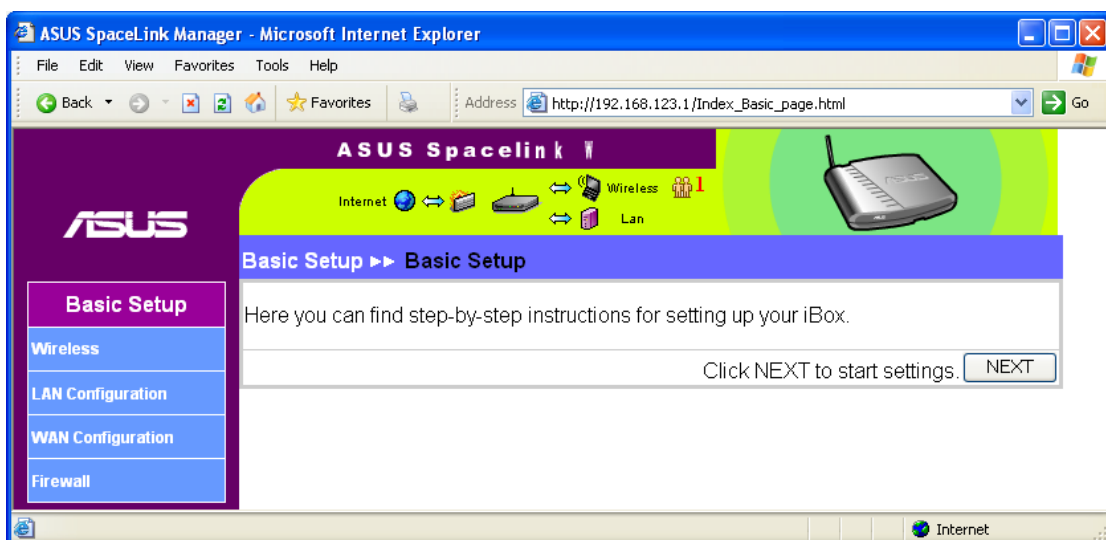 ASUS SpaceLink Manager - Microsoft Internet Explorer
File Edit View Favorites Tools Help
Back Favorites Address http://192.168.123.1/Index_Basic_page.html Go
ASUS Spacelink W
Internet Wireless 1
Lan
ASUS
Basic Setup Basic Setup
Basic Setup
Here you can find step-by-step instructions for setting up your iBox.
Wireless
Click NEXT to start settings. NEXT
LAN Configuration
WAN Configuration
Firewall
Internet